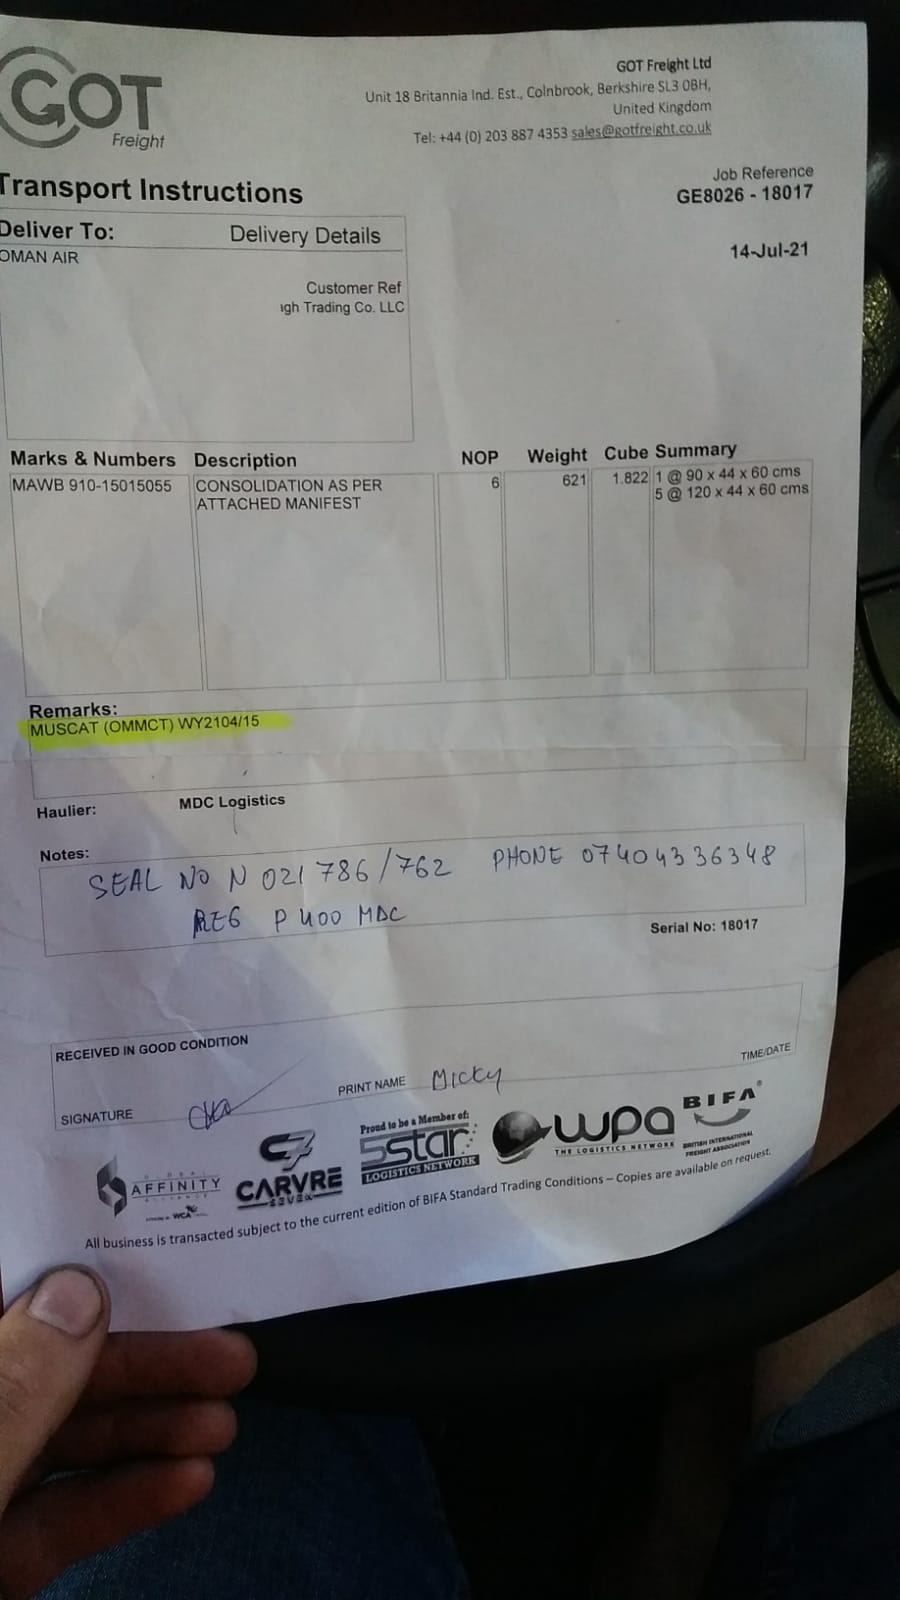 GOT
Freight
GOT Freight Ltd
Unit 18 Britannia Ind. Est., Colnbrook, Berkshire SL3 0BH,
United Kingdom
Tel: +44 (0) 203 887 4353 sales@gotfreight.co.uk
Transport Instructions
Job Reference
GE8026 - 18017
14-Jul-21
Deliver To: Delivery Details
OMAN AIR
Customer Ref
igh Trading Co. LLC
Marks & Numbers Description NOP Weight Cube Summary
MAWB 910-15015055 CONSOLIDATION AS PER 6 621 1.822 1 @ 90 x 44 x 60 cms
ATTACHED MANIFEST 5 @ 120 x 44 x 60 cms
Remarks:
MUSCAT (OMMCT) WY2104/15
Haulier: MDC Logistics
Notes:
SEAL NO N 021 786/762 PHONE 07404336348
REG P400 MDC
Serial No: 18017
RECEIVED IN GOOD CONDITION
SIGNATURE PRINT NAME Micky TIME/DATE
GLOBAL AFFINITY ALLIANCE
WCA
CARVRE
SEVEN
Proud to be a Member of:
5star
LOGISTICS NETWORK
wpa
THE LOGISTICS NETWORK
BIFA
BRITISH INTERNATIONAL
FREIGHT ASSOCIATION
All business is transacted subject to the current edition of BIFA Standard Trading Conditions – Copies are available on request.